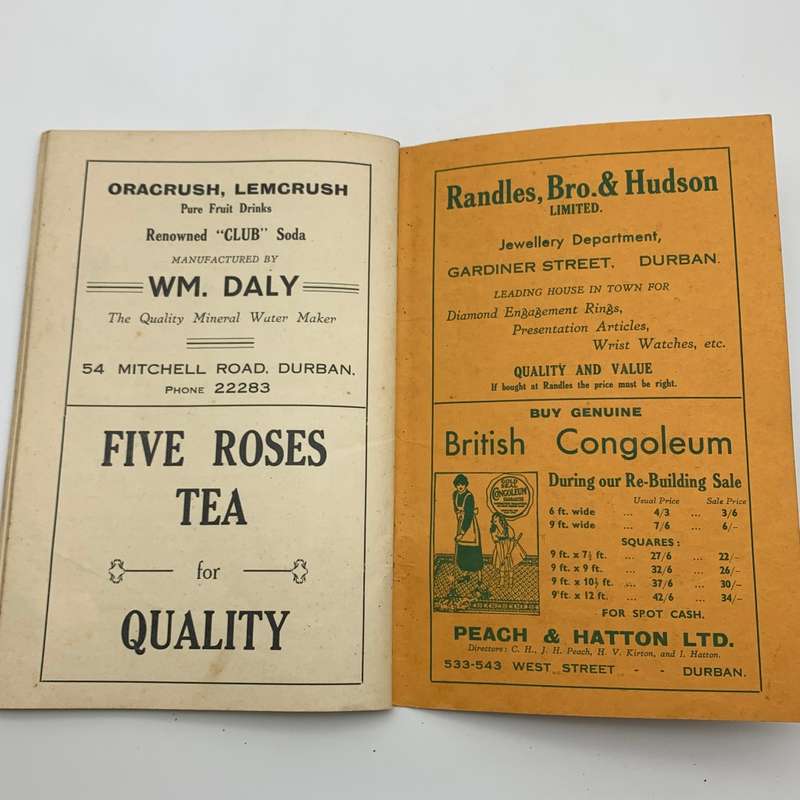 ORACRUSH, LEMCRUSH
Pure Fruit Drinks
Renowned "CLUB" Soda
MANUFACTURED BY
WM. DALY
The Quality Mineral Water Maker
54 MITCHELL ROAD, DURBAN.
PHONE 22283
FIVE ROSES
TEA
for
QUALITY
Randles, Bro. & Hudson
LIMITED.
Jewellery Department,
GARDINER STREET, DURBAN.
LEADING HOUSE IN TOWN FOR
Diamond Engagement Rings,
Presentation Articles,
Wrist Watches, etc.
QUALITY AND VALUE
If bought at Randles the price must be right.
BUY GENUINE
British Congoleum
GOLD
SEAL
CONGOLEUM
GUARANTEE
During our Re-Building Sale
Usual Price Sale Price
6 ft. wide ... 4/3 ... 3/6
9 ft. wide ... 7/6 ... 6/-
SQUARES:
9 ft. x 7½ ft. ... 27/6 ... 22/-
9 ft. x 9 ft. ... 32/6 ... 26/-
9 ft. x 10½ ft. ... 37/6 ... 30/-
9 ft. x 12 ft. ... 42/6 ... 34/-
FOR SPOT CASH.
PEACH & HATTON LTD.
Directors: C. H., J. H. Peach, H. V. Kirton, and I. Hatton.
533-543 WEST STREET - - DURBAN.